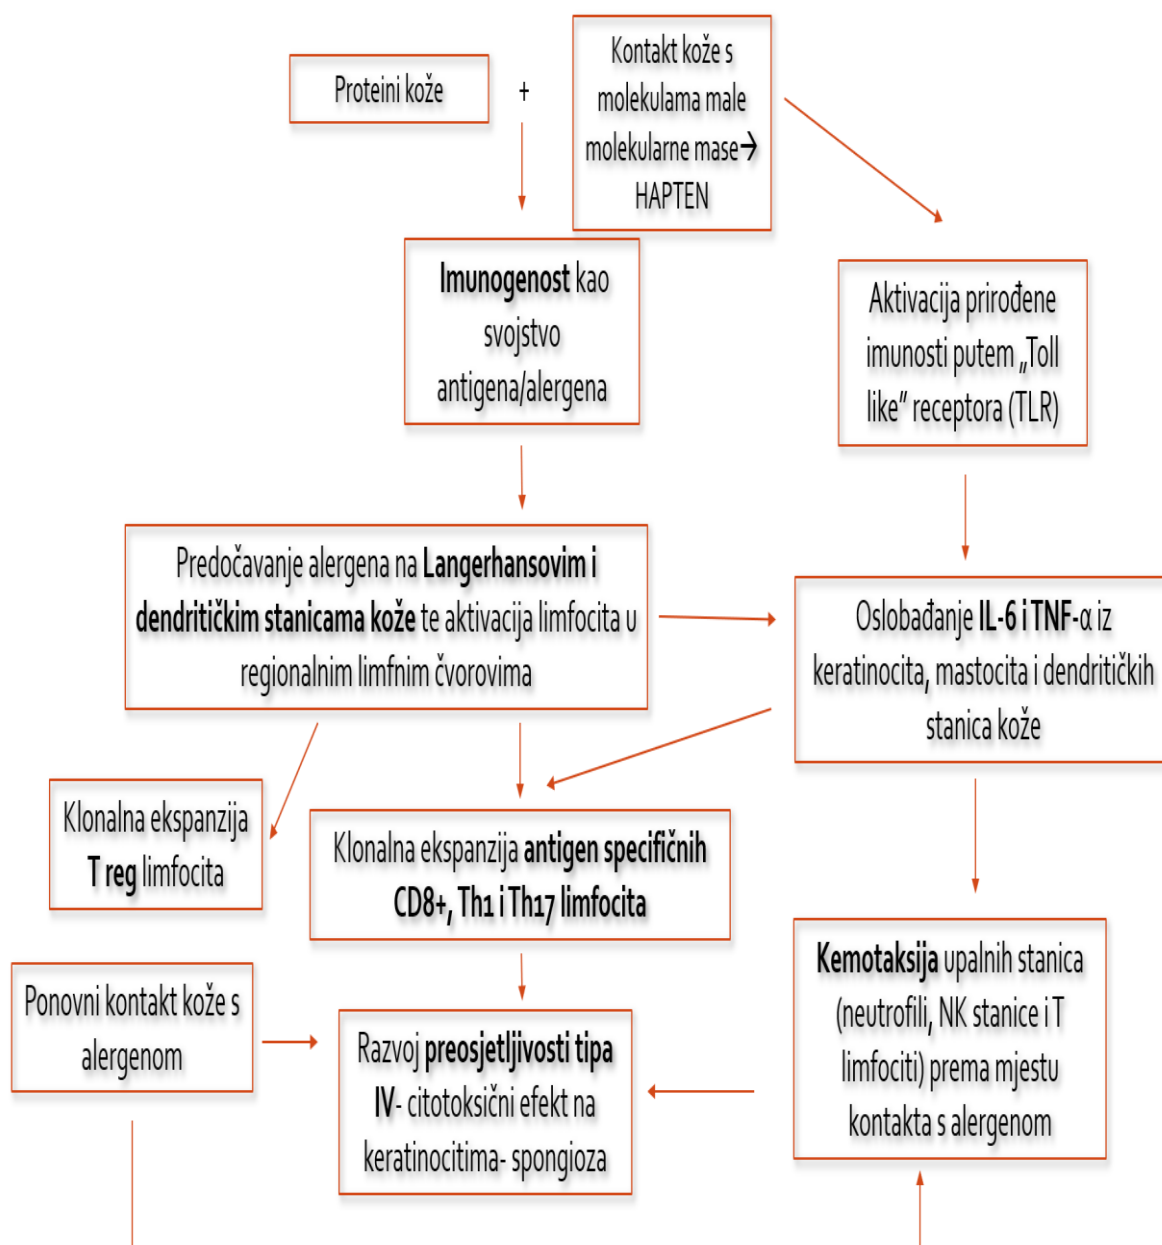 Proteini kože
+
Kontakt kože s
molekulama male
molekularne mase→
HAPTEN
Imunogenost kao
svojstvo
antigena/alergena
Aktivacija prirođene
imunosti putem „Toll
like“ receptora (TLR)
Predočavanje alergena na Langerhansovim i
dendritičkim stanicama kože te aktivacija limfocita u
regionalnim limfnim čvorovima
Oslobađanje IL-6 i TNF-α iz
keratinocita, mastocita i dendritičkih
stanica kože
Klonalna ekspanzija
T reg limfocita
Klonalna ekspanzija antigen specifičnih
CD8+, Th1 i Th17 limfocita
Kemotaksija upalnih stanica
(neutrofili, NK stanice i T
limfociti) prema mjestu
kontakta s alergenom
Ponovni kontakt kože s
alergenom
Razvoj preosjetljivosti tipa
IV- citotoksični efekt na
keratinocitima- spongioza